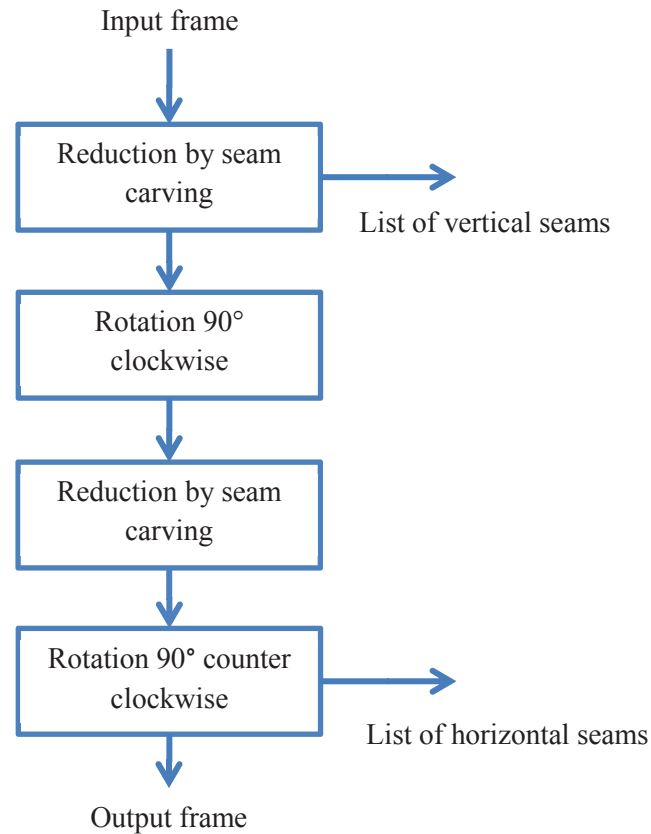 Input frame
Reduction by seam
carving
List of vertical seams
Rotation 90°
clockwise
Reduction by seam
carving
Rotation 90° counter
clockwise
List of horizontal seams
Output frame